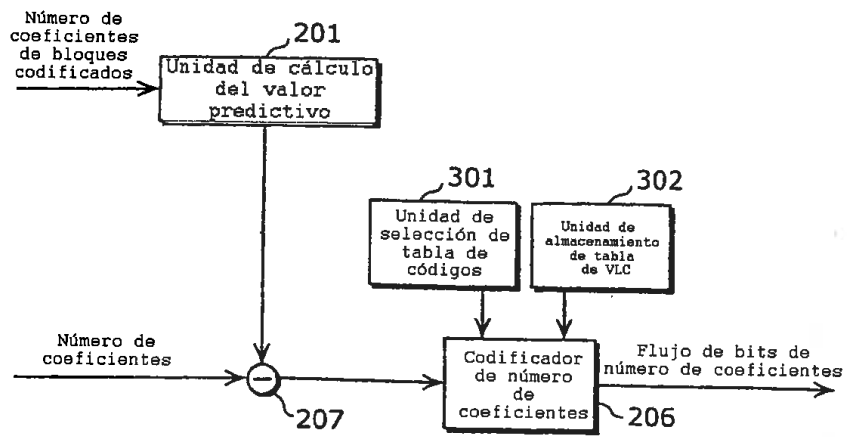 Número de
coeficientes
de bloques
codificados
201
Unidad de cálculo
del valor
predictivo
301
Unidad de
selección de
tabla de
códigos
302
Unidad de
almacenamiento
de tabla
de VLC
Número de
coeficientes
207
Codificador
de número
de
coeficientes
206
Flujo de bits de
número de coeficientes